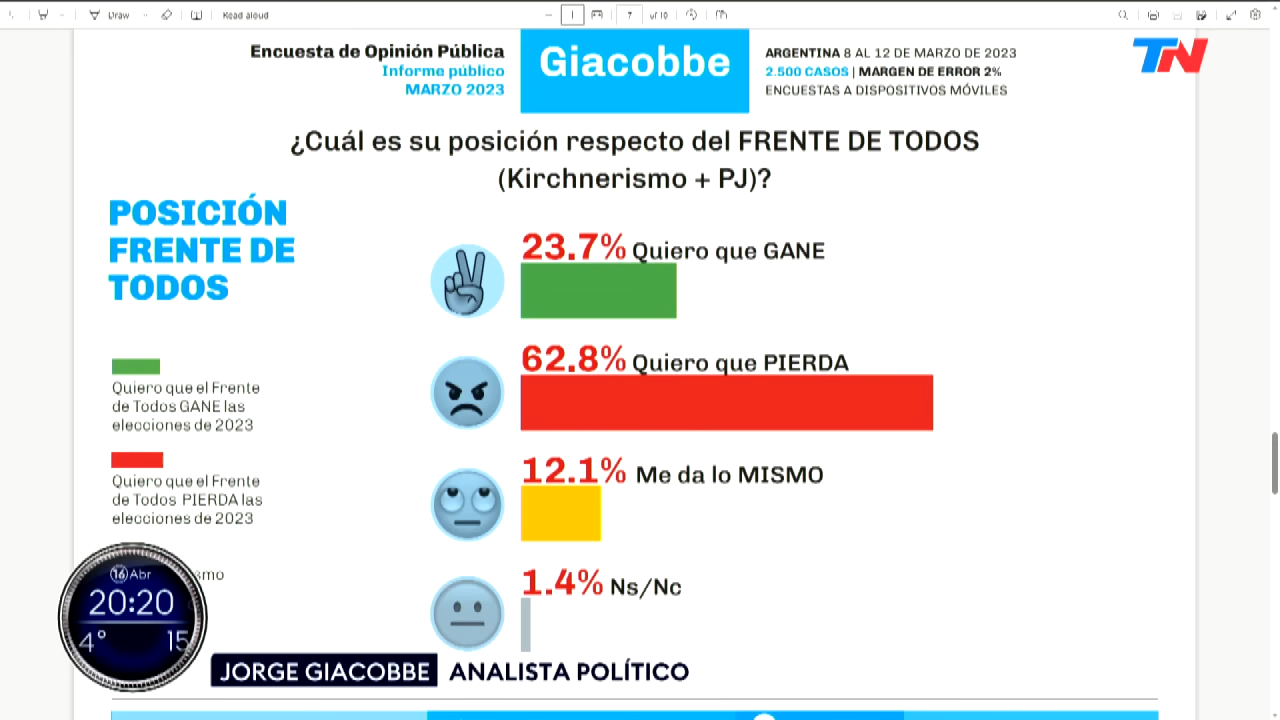 Draw
Read aloud
7
of 10
Encuesta de Opinión Pública
Informe público
MARZO 2023
Giacobbe
ARGENTINA 8 AL 12 DE MARZO DE 2023
2.500 CASOS | MARGEN DE ERROR 2%
ENCUESTAS A DISPOSITIVOS MÓVILES
TN
¿Cuál es su posición respecto del FRENTE DE TODOS
(Kirchnerismo + PJ)?
POSICIÓN
FRENTE DE
TODOS
23.7% Quiero que GANE
62.8% Quiero que PIERDA
12.1% Me da lo MISMO
1.4% Ns/Nc
Quiero que el Frente
de Todos GANE las
elecciones de 2023
Quiero que el Frente
de Todos PIERDA las
elecciones de 2023
16 Abr
20:20
4° 15
JORGE GIACOBBE ANALISTA POLÍTICO